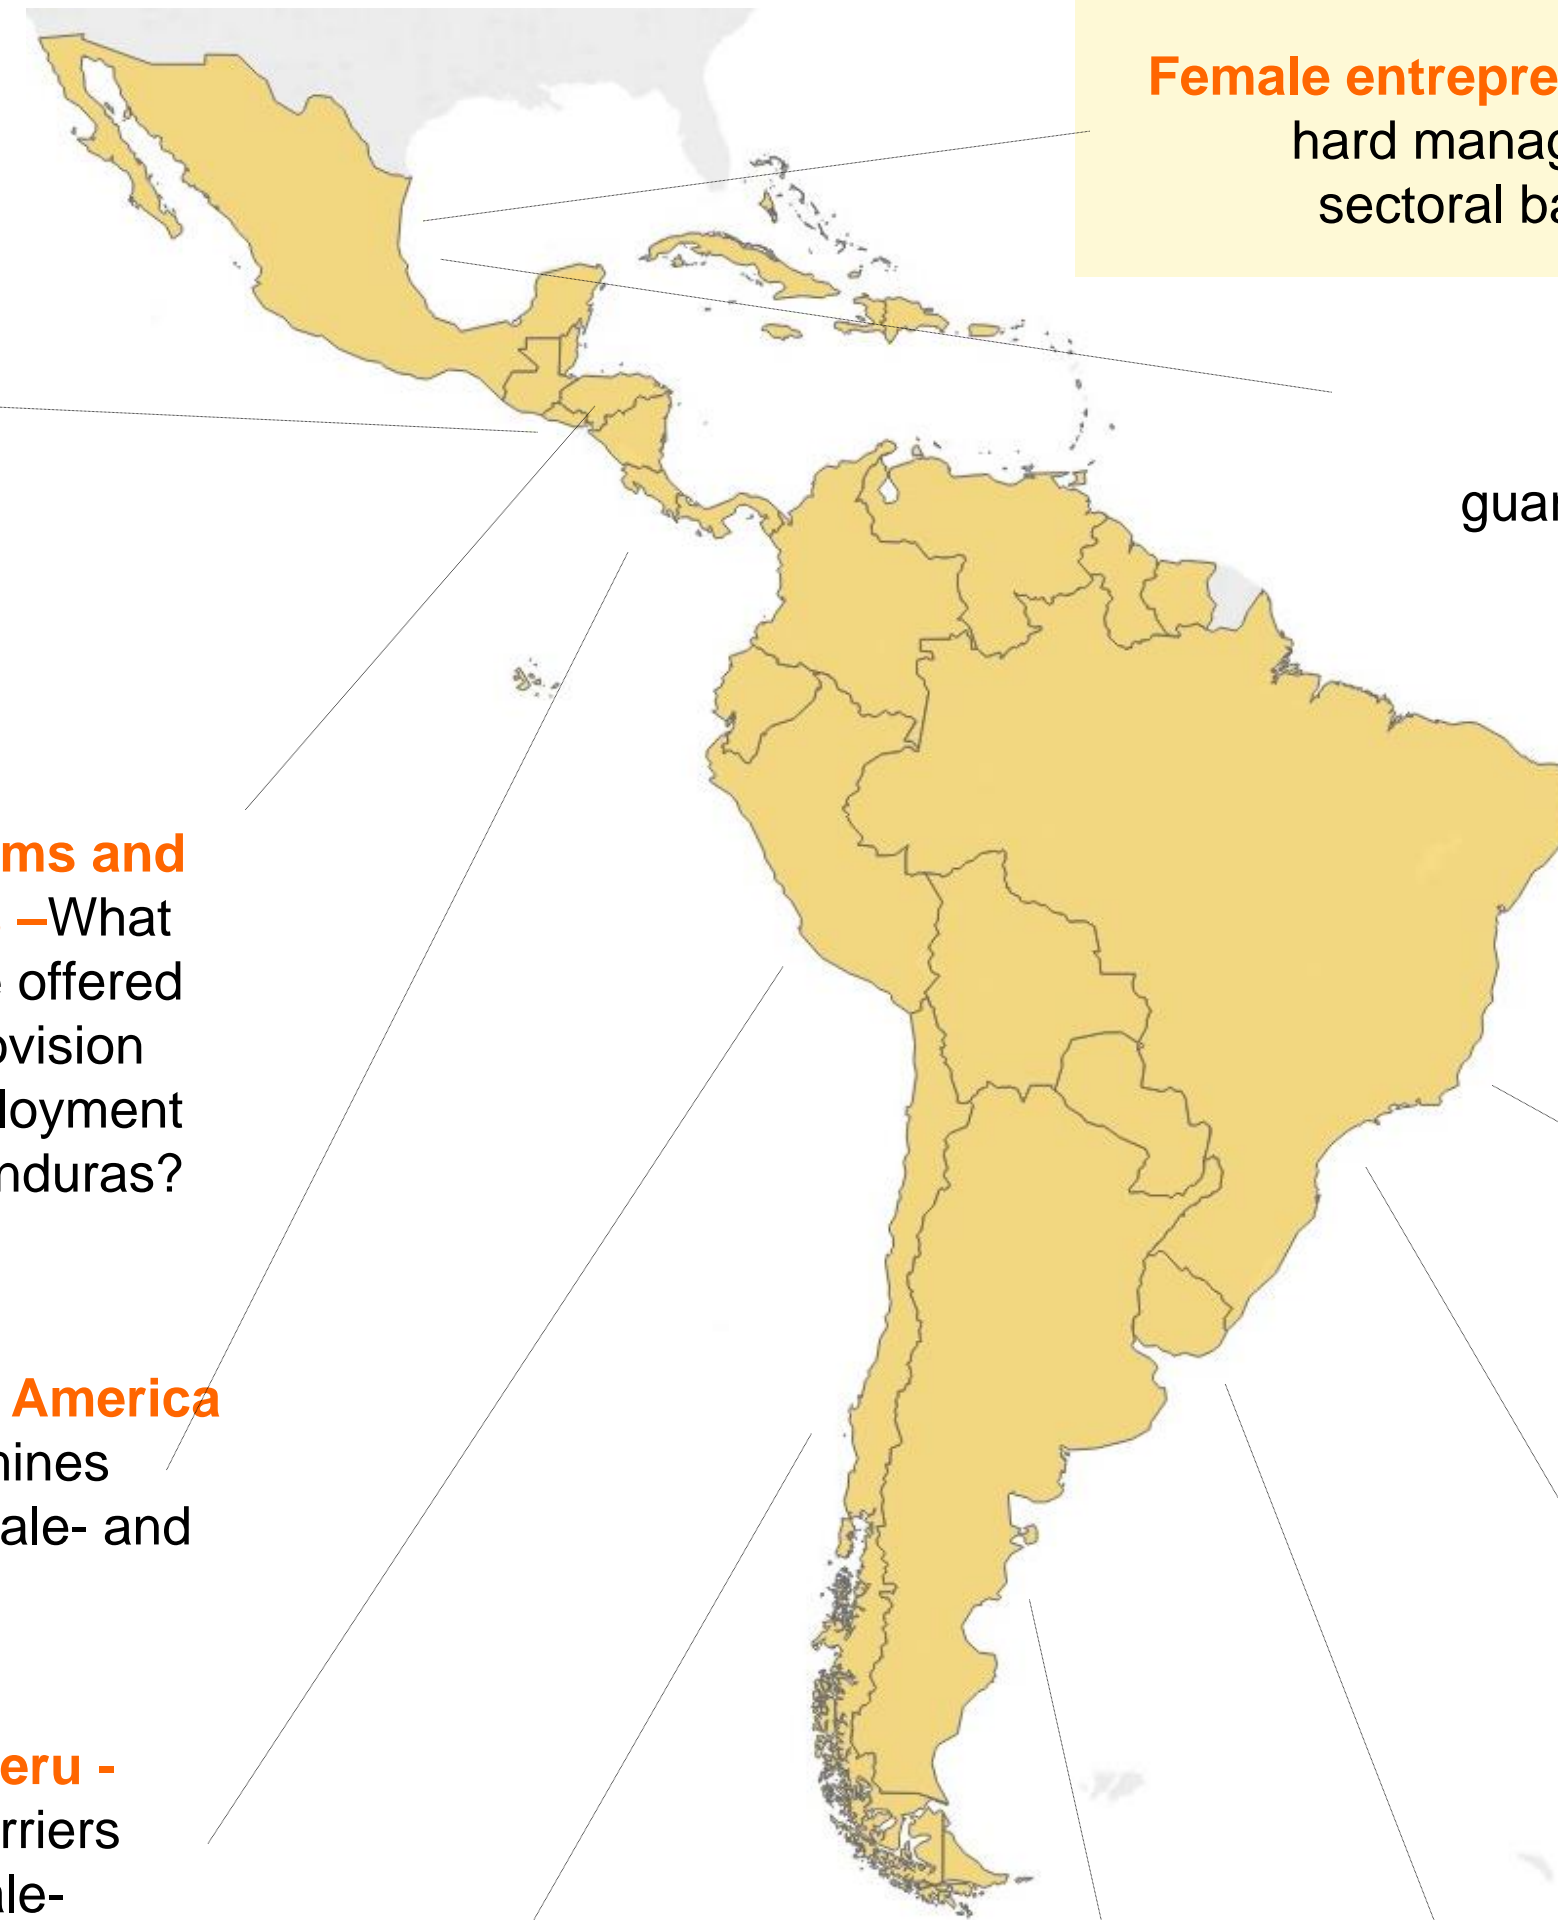 Female entrepre
hard manag
sectoral ba
guar
ms and
–What
offered
ovision
loyment
nduras?
America
nines
ale- and
eru -
rriers
ale-